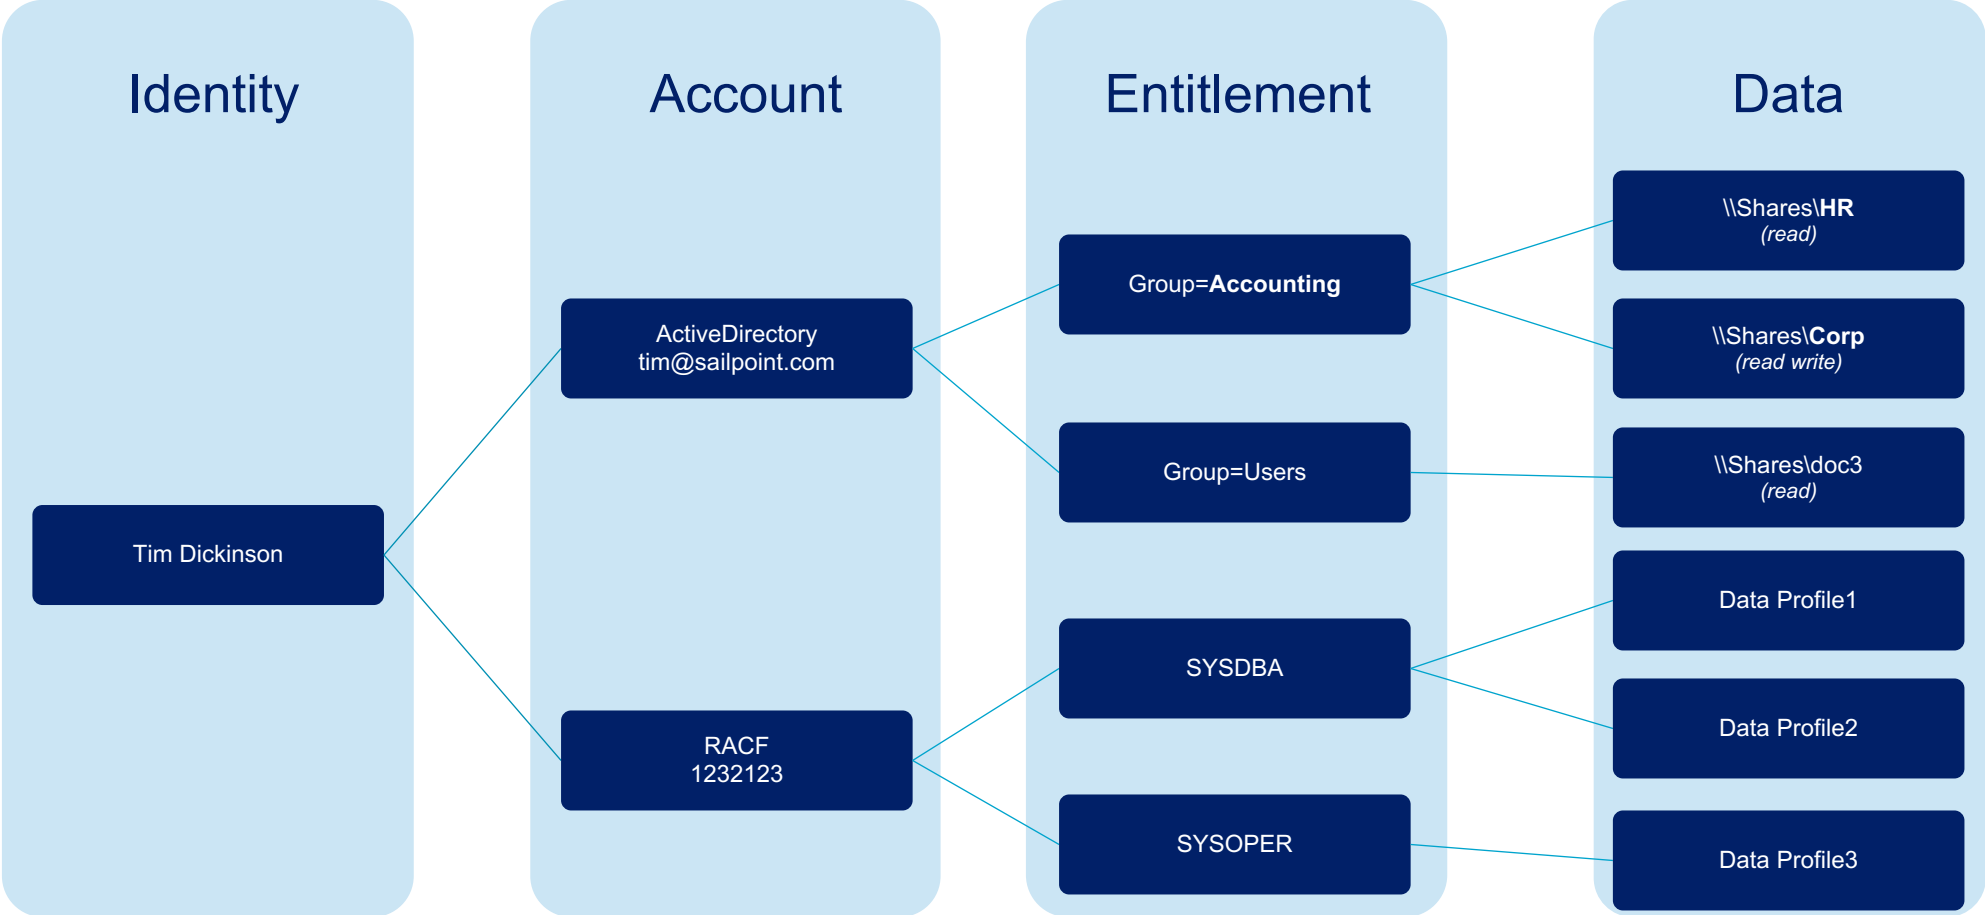 Identity
Account
Entitlement
Data
Tim Dickinson
ActiveDirectory
tim@sailpoint.com
RACF
1232123
Group=Accounting
Group=Users
SYSDBA
SYSOPER
\\Shares\HR
(read)
\\Shares\Corp
(read write)
\\Shares\doc3
(read)
Data Profile1
Data Profile2
Data Profile3